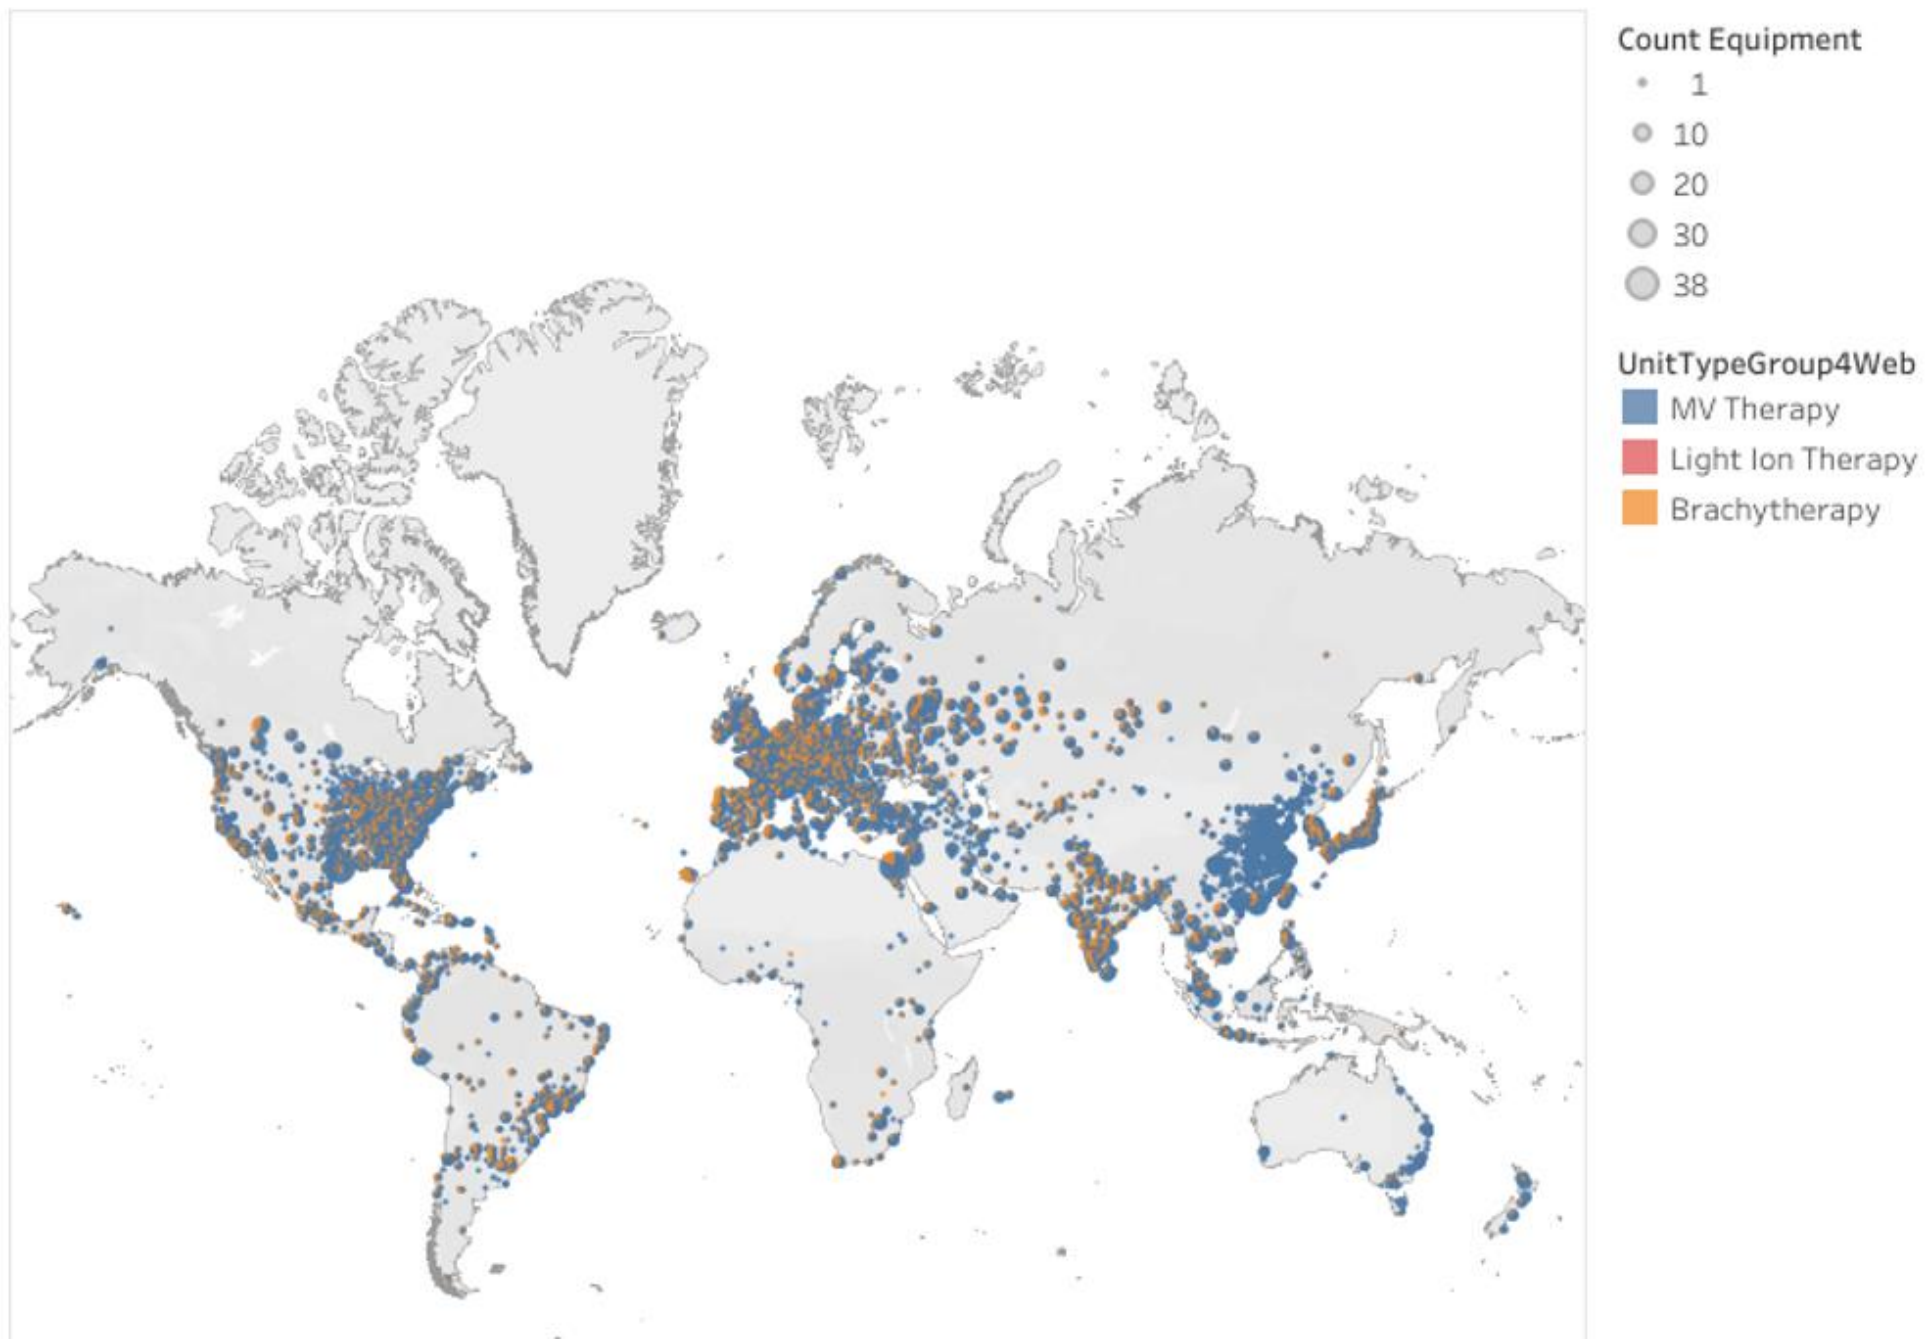 Count Equipment
1
10
20
30
38
UnitTypeGroup4Web
MV Therapy
Light Ion Therapy
Brachytherapy